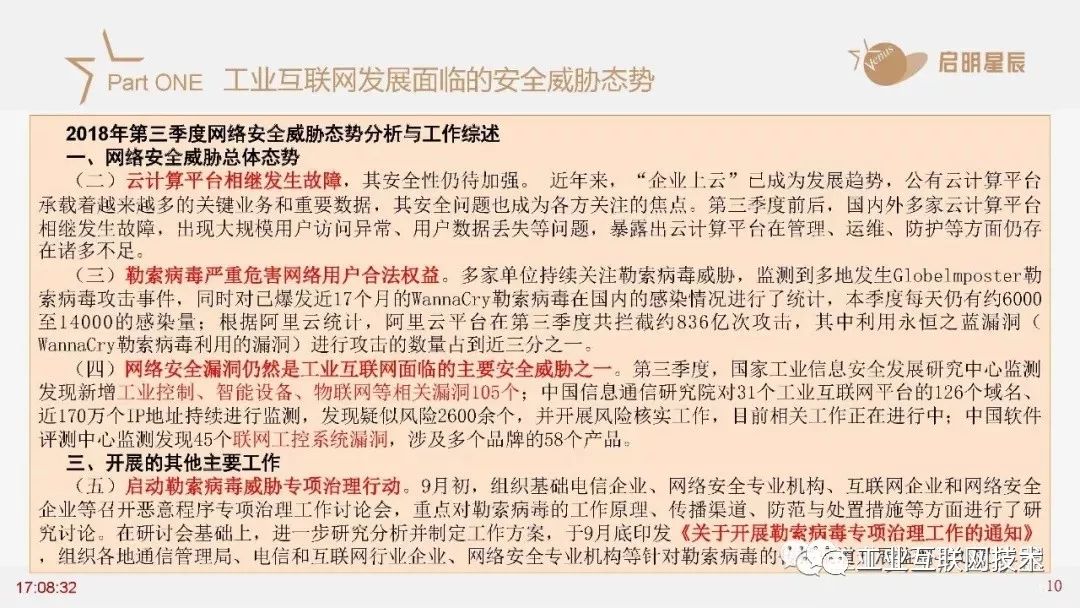 Part ONE 工业互联网发展面临的安全威胁态势
Venus 启明星辰
2018年第三季度网络安全威胁态势分析与工作综述
一、网络安全威胁总体态势
（二）云计算平台相继发生故障，其安全性仍待加强。 近年来，“企业上云”已成为发展趋势，公有云计算平台
承载着越来越多的关键业务和重要数据，其安全问题也成为各方关注的焦点。第三季度前后，国内外多家云计算平台
相继发生故障，出现大规模用户访问异常、用户数据丢失等问题，暴露出云计算平台在管理、运维、防护等方面仍存
在诸多不足。
（三）勒索病毒严重危害网络用户合法权益。多家单位持续关注勒索病毒威胁，监测到多地发生GlobeImposter勒
索病毒攻击事件，同时对已爆发近17个月的WannaCry勒索病毒在国内的感染情况进行了统计，本季度每天仍有约6000
至14000的感染量；根据阿里云统计，阿里云平台在第三季度共拦截约836亿次攻击，其中利用永恒之蓝漏洞（
WannaCry勒索病毒利用的漏洞）进行攻击的数量占到近三分之一。
（四）网络安全漏洞仍然是工业互联网面临的主要安全威胁之一。第三季度，国家工业信息安全发展研究中心监测
发现新增工业控制、智能设备、物联网等相关漏洞105个；中国信息通信研究院对31个工业互联网平台的126个域名、
近170万个IP地址持续进行监测，发现疑似风险2600余个，并开展风险核实工作，目前相关工作正在进行中；中国软件
评测中心监测发现45个联网工控系统漏洞，涉及多个品牌的58个产品。
三、开展的其他主要工作
（五）启动勒索病毒威胁专项治理行动。9月初，组织基础电信企业、网络安全专业机构、互联网企业和网络安全
企业等召开恶意程序专项治理工作讨论会，重点对勒索病毒的工作原理、传播渠道、防范与处置措施等方面进行了研
究讨论。在研讨会基础上，进一步研究分析并制定工作方案，于9月底印发《关于开展勒索病毒专项治理工作的通知》
，组织各地通信管理局、电信和互联网行业企业、网络安全专业机构等针对勒索病毒的
工业互联网技术
17:08:32
10